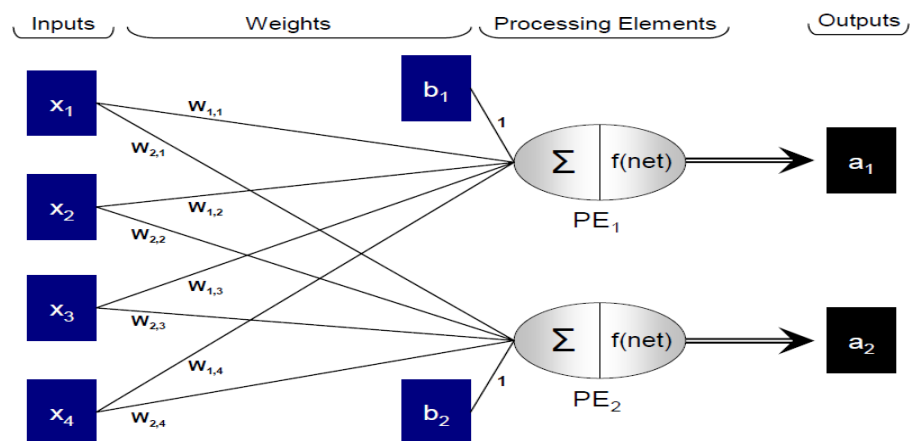 Inputs Weights Processing Elements Outputs
x₁ b₁
w₁,₁
1
w₂,₁
Σ f(net) a₁
x₂ w₁,₂
PE₁
w₂,₂
x₃ w₁,₃
w₂,₃
Σ f(net) a₂
w₁,₄
1
x₄ b₂ PE₂
w₂,₄